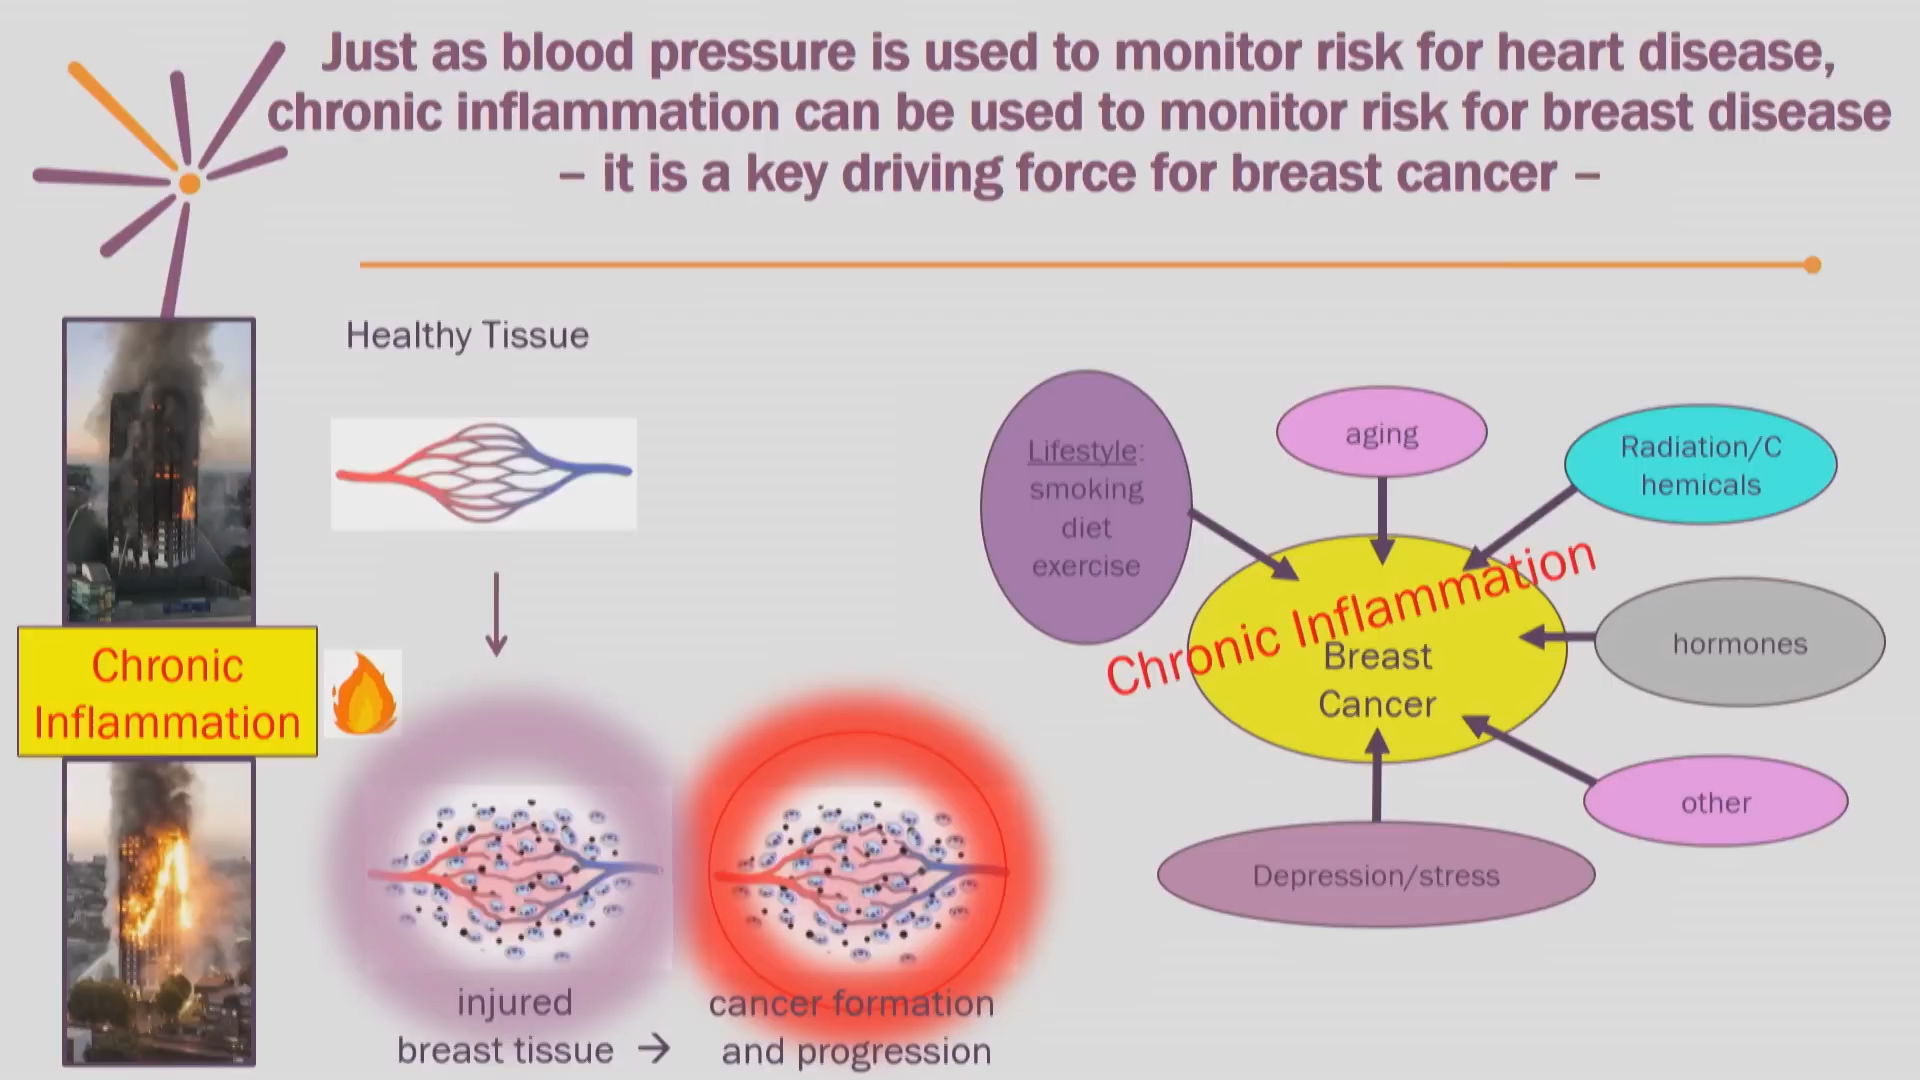 Just as blood pressure is used to monitor risk for heart disease,
chronic inflammation can be used to monitor risk for breast disease
– it is a key driving force for breast cancer –
Healthy Tissue
Chronic
Inflammation
injured
breast tissue →
cancer formation
and progression
Lifestyle:
smoking
diet
exercise
aging
Radiation/C
hemicals
Chronic Inflammation
Breast
Cancer
hormones
other
Depression/stress